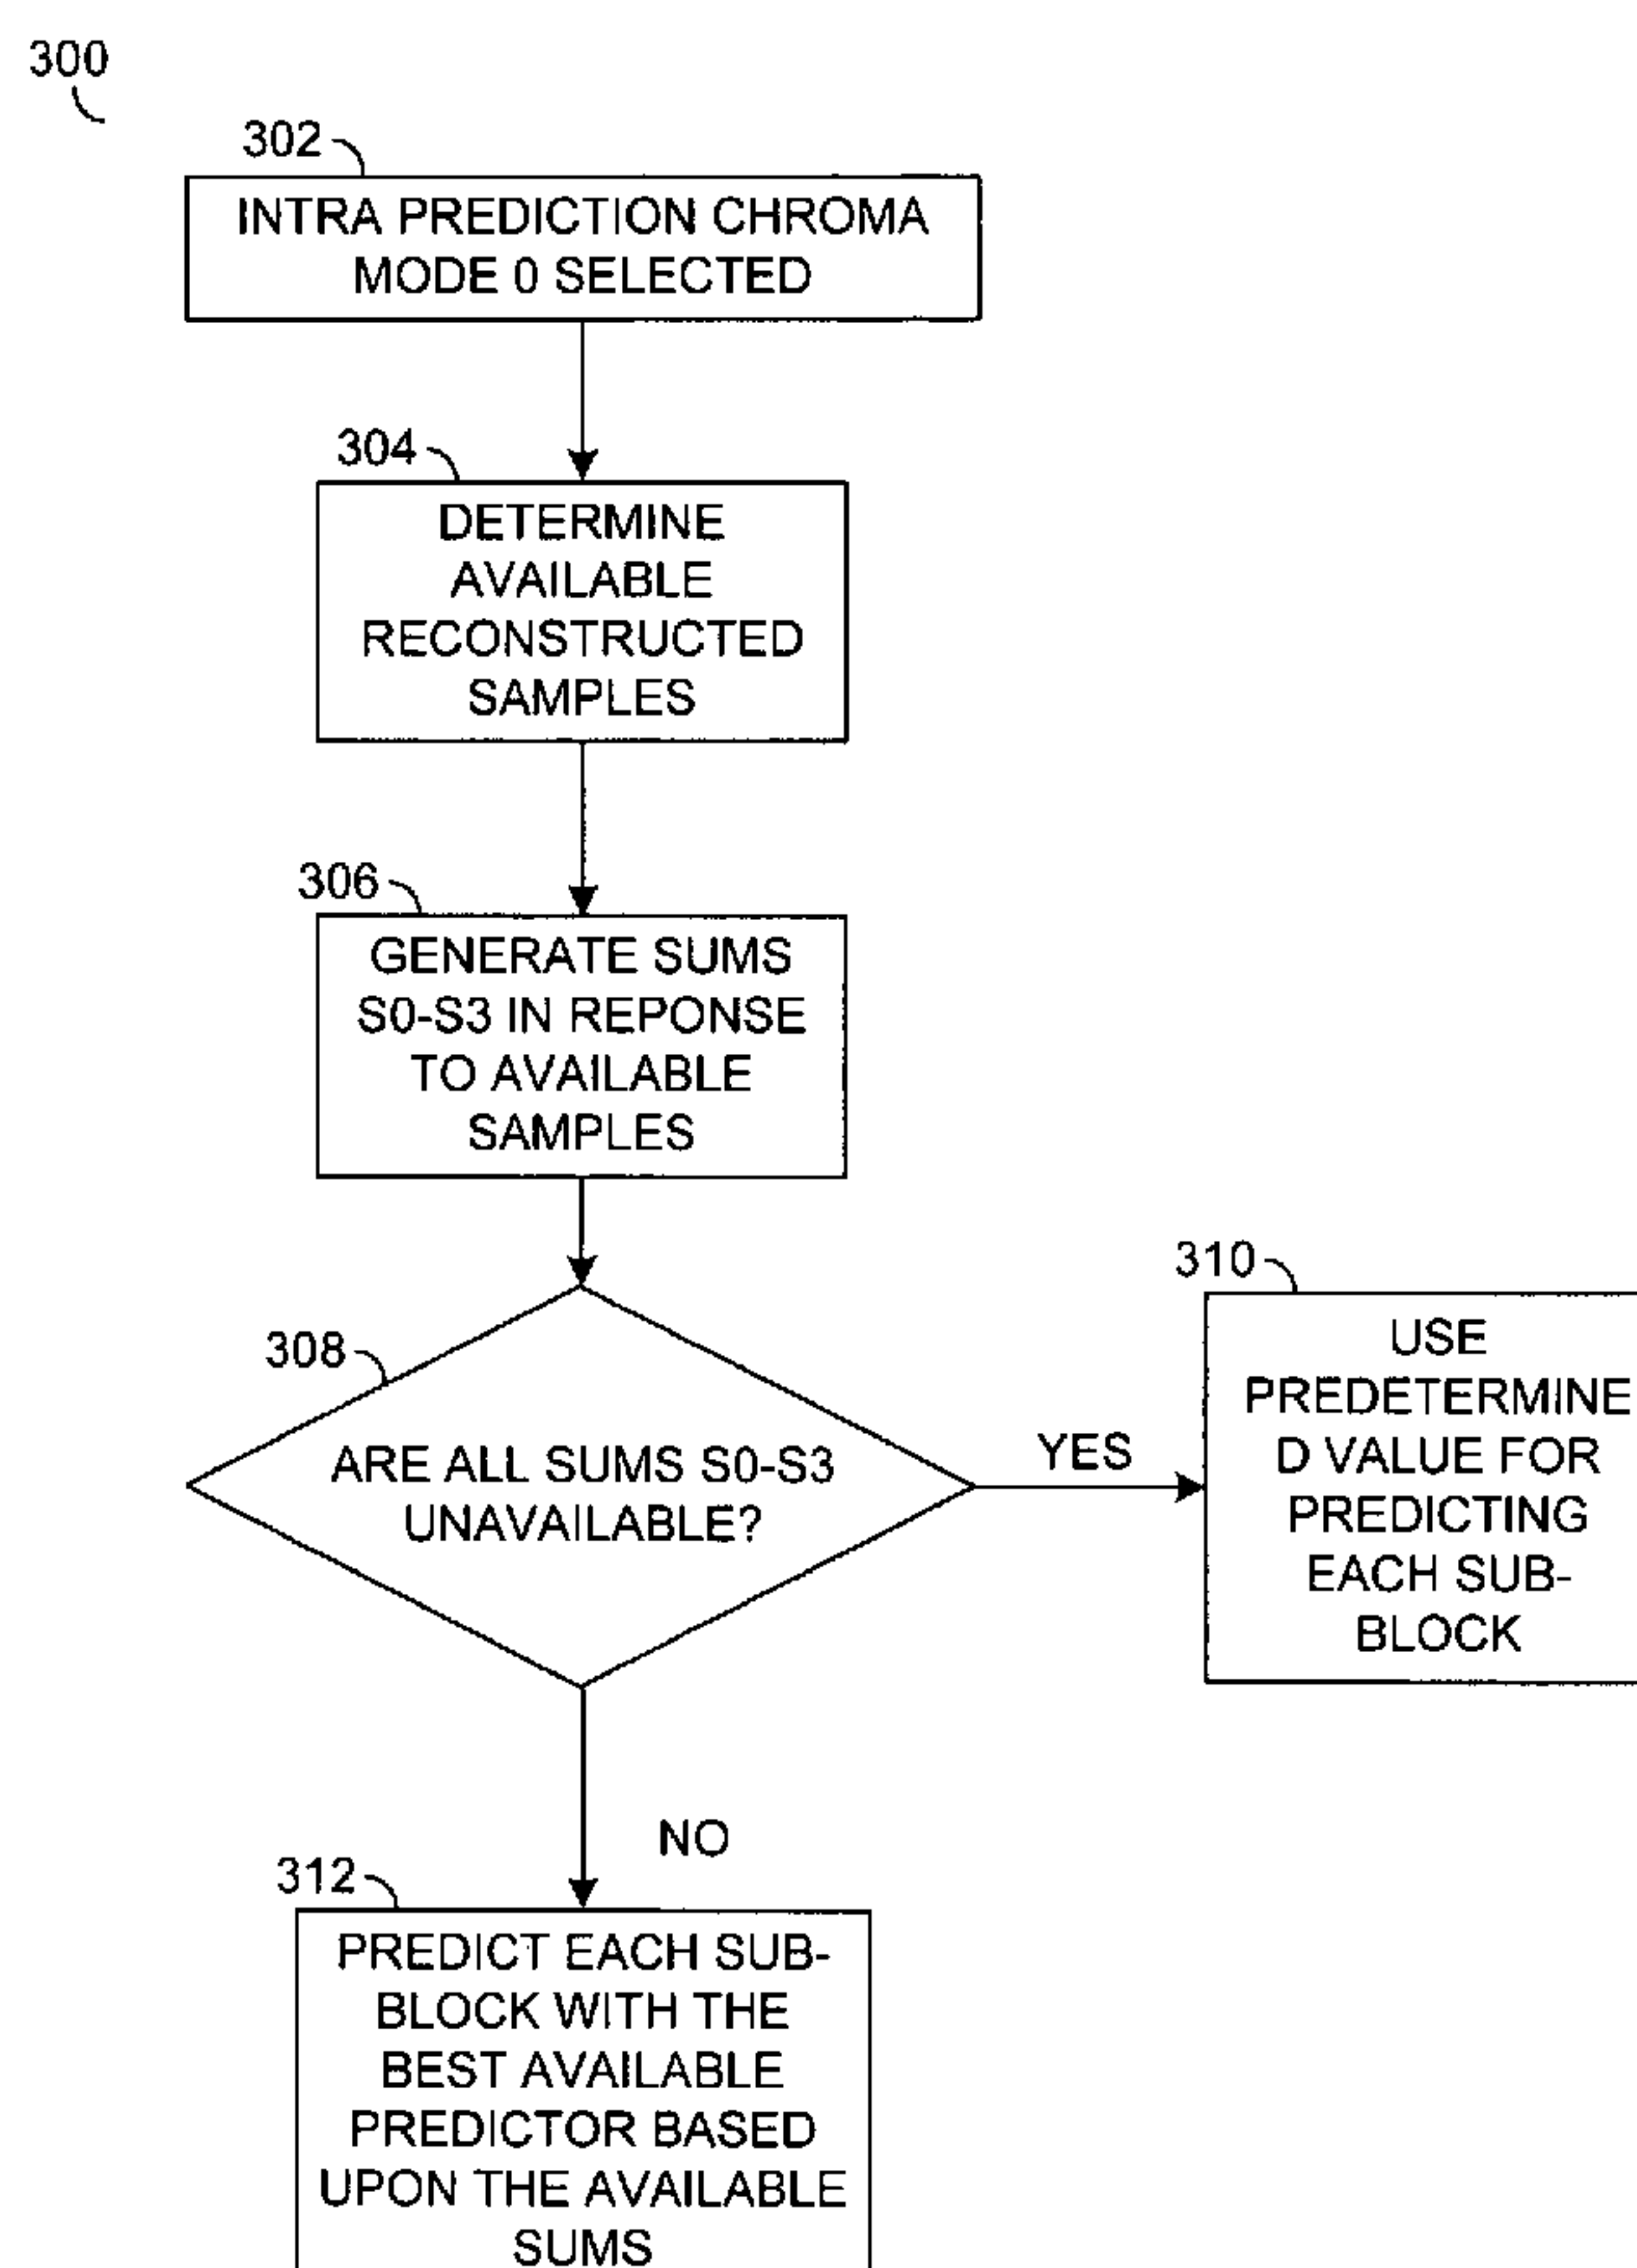 300
302
INTRA PREDICTION CHROMA
MODE 0 SELECTED
304
DETERMINE
AVAILABLE
RECONSTRUCTED
SAMPLES
306
GENERATE SUMS
S0-S3 IN REPONSE
TO AVAILABLE
SAMPLES
308
ARE ALL SUMS S0-S3
UNAVAILABLE?
YES
310
USE
PREDETERMINE
D VALUE FOR
PREDICTING
EACH SUB-
BLOCK
NO
312
PREDICT EACH SUB-
BLOCK WITH THE
BEST AVAILABLE
PREDICTOR BASED
UPON THE AVAILABLE
SUMS